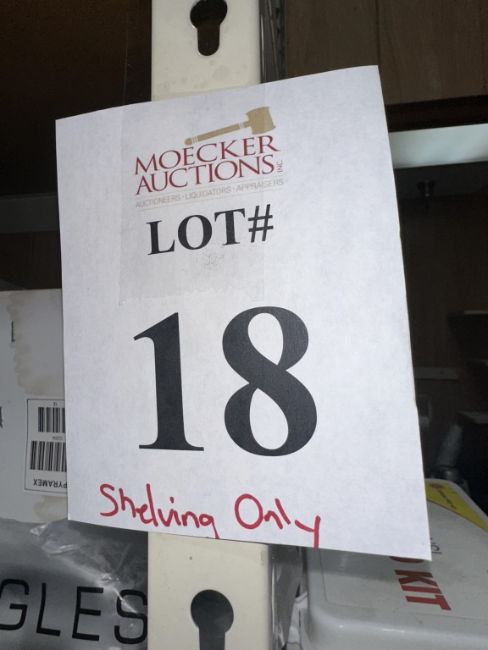 MOECKER
AUCTIONS INC
AUCTIONEERS · LIQUIDATORS · APPRAISERS
LOT#
18
Shelving Only
PYRAMEX
GLES
KIT